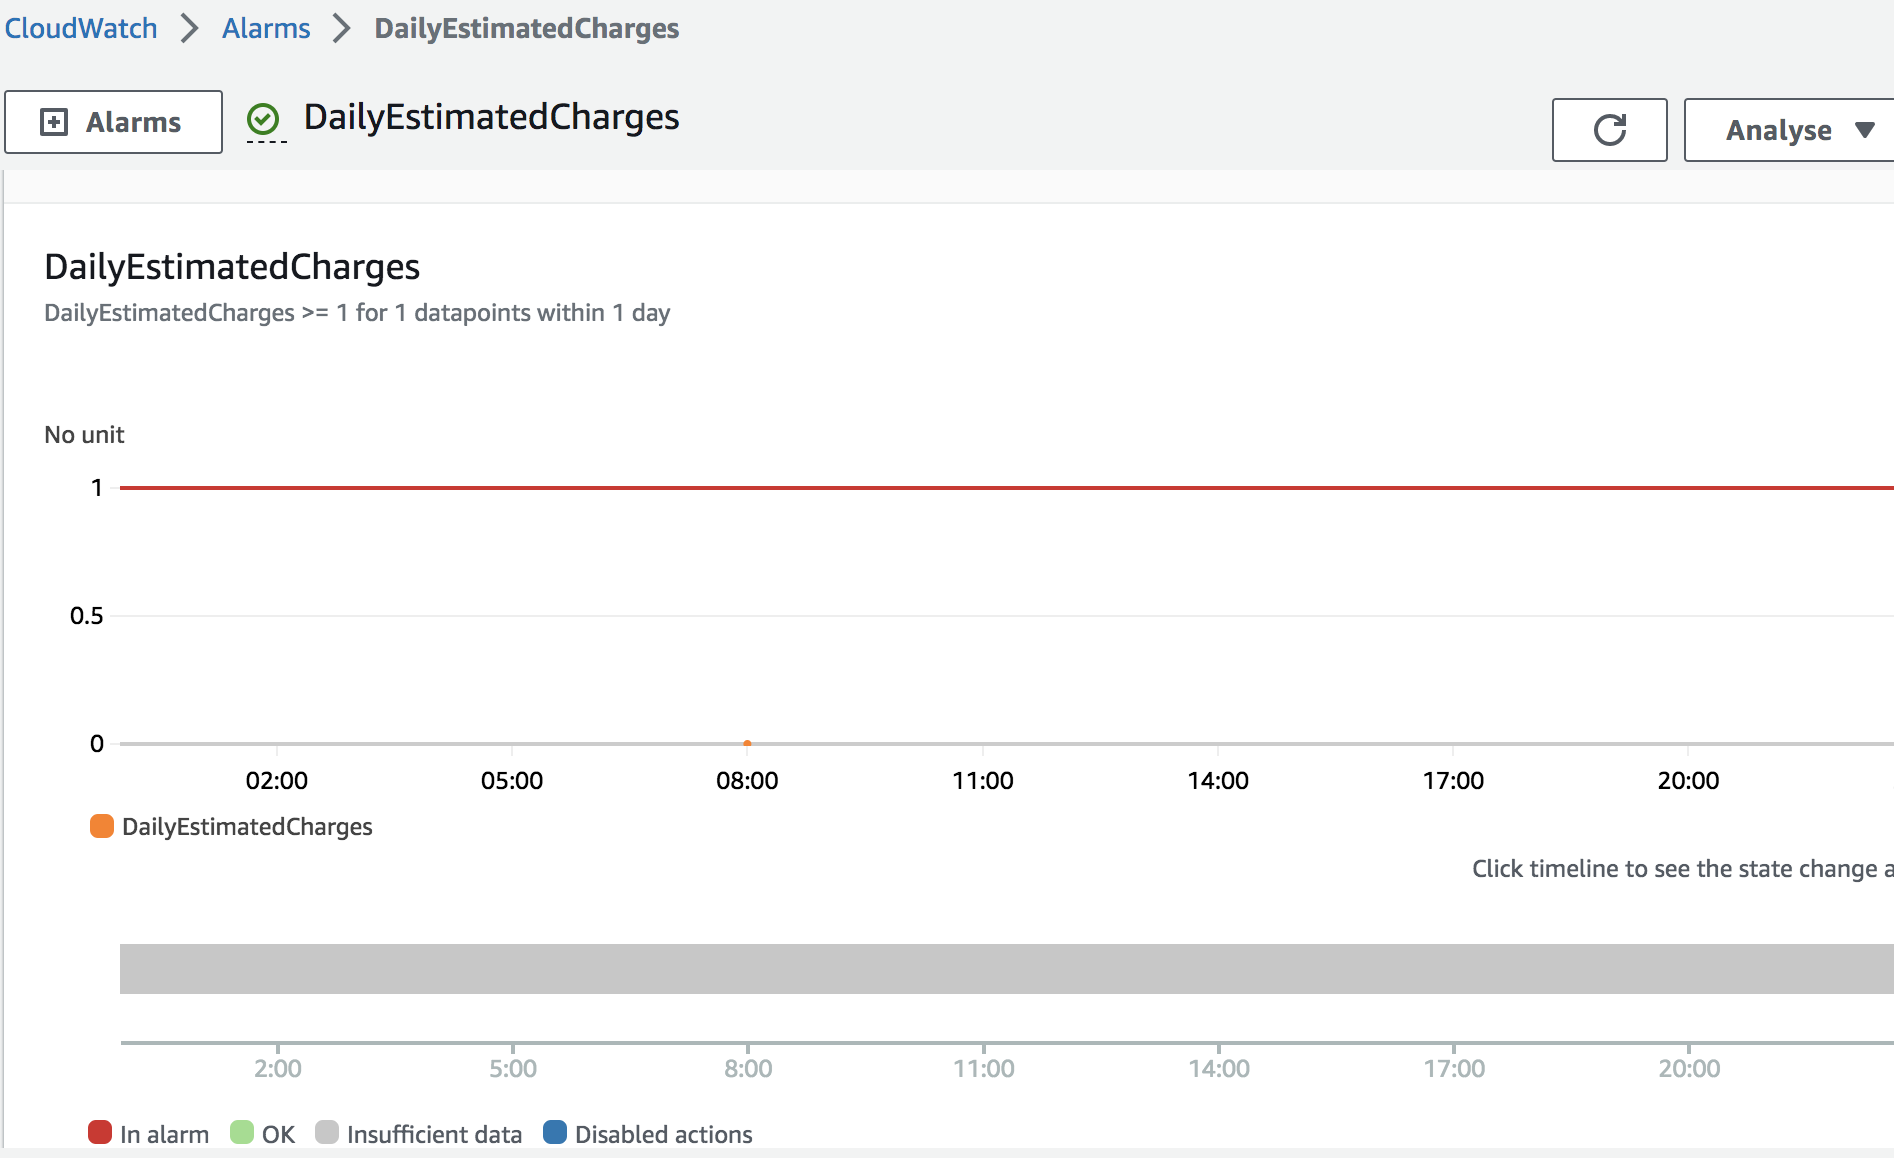 CloudWatch > Alarms > DailyEstimatedCharges
Alarms
DailyEstimatedCharges
Analyse
DailyEstimatedCharges
DailyEstimatedCharges >= 1 for 1 datapoints within 1 day
No unit
1
0.5
0
02:00 05:00 08:00 11:00 14:00 17:00 20:00
DailyEstimatedCharges
Click timeline to see the state change a
2:00 5:00 8:00 11:00 14:00 17:00 20:00
In alarm OK Insufficient data Disabled actions